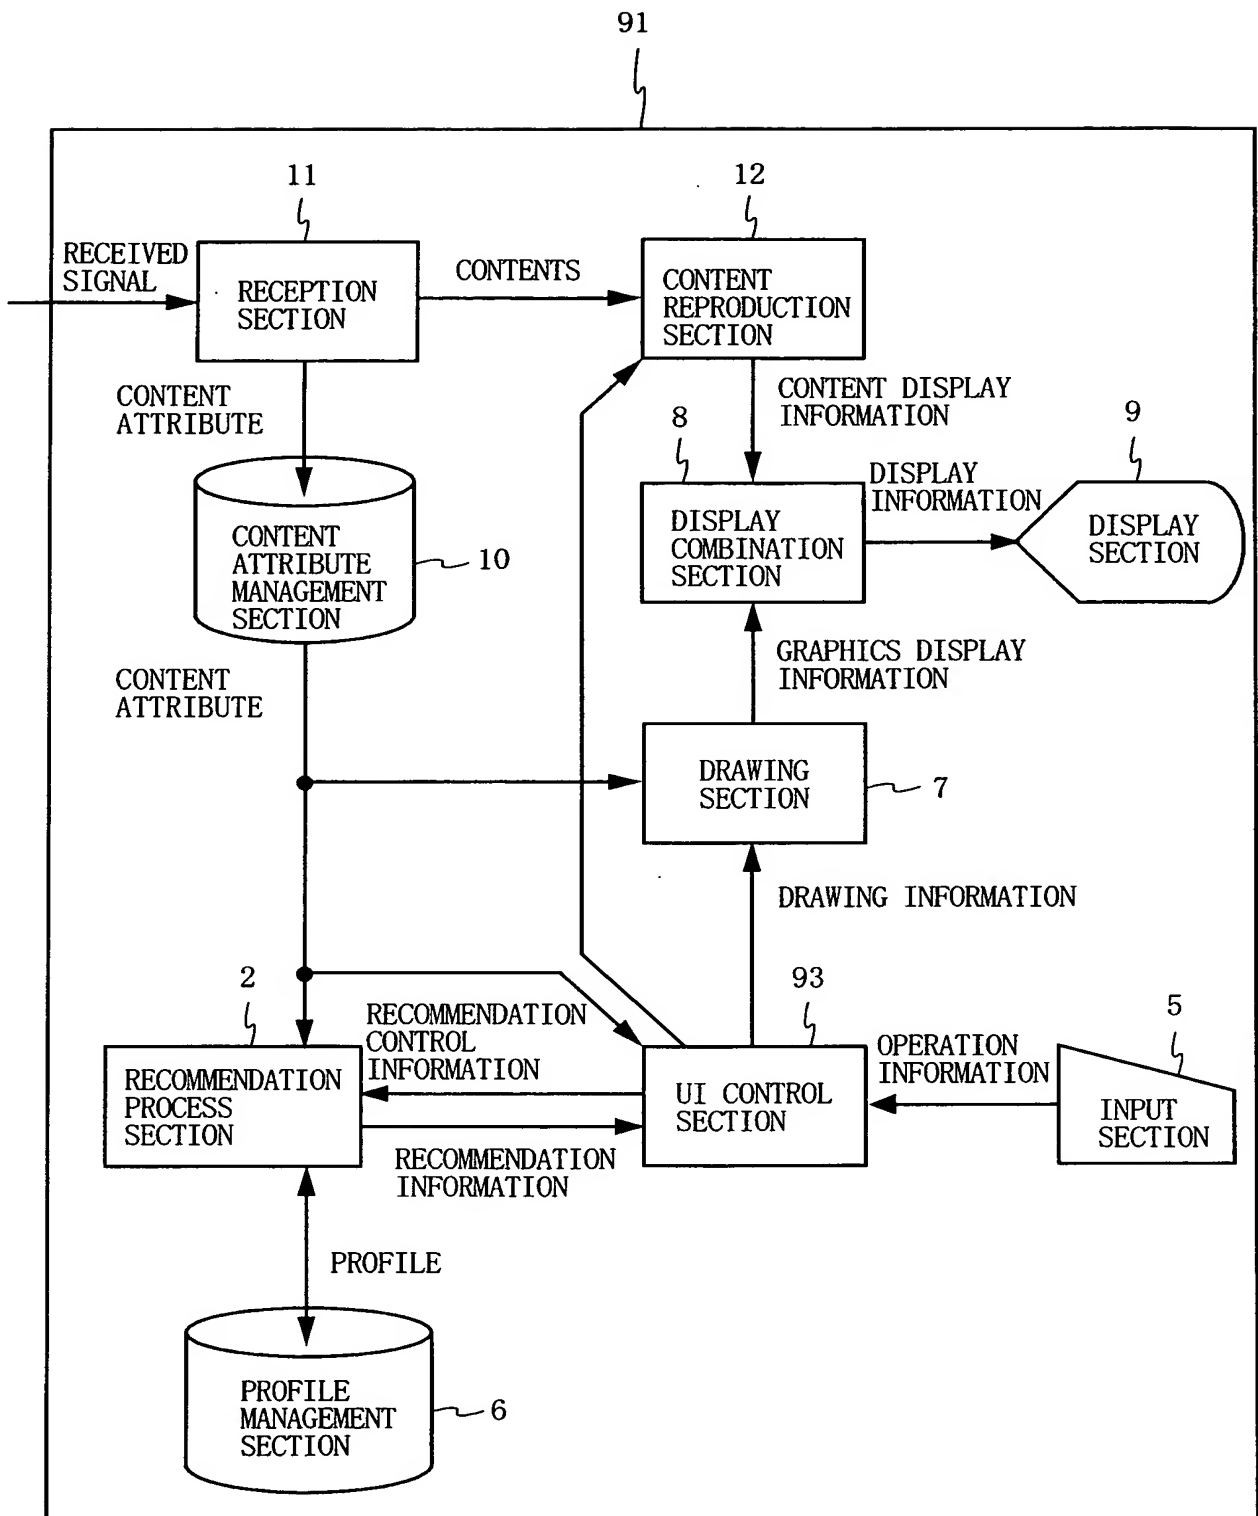 91
11
12
RECEIVED
SIGNAL
RECEPTION
SECTION
CONTENTS
CONTENT
REPRODUCTION
SECTION
CONTENT
ATTRIBUTE
CONTENT DISPLAY
INFORMATION
8
9
CONTENT
ATTRIBUTE
MANAGEMENT
SECTION
10
DISPLAY
COMBINATION
SECTION
DISPLAY
INFORMATION
DISPLAY
SECTION
CONTENT
ATTRIBUTE
GRAPHICS DISPLAY
INFORMATION
DRAWING
SECTION
7
DRAWING INFORMATION
2
93
5
RECOMMENDATION
CONTROL
INFORMATION
OPERATION
INFORMATION
RECOMMENDATION
PROCESS
SECTION
UI CONTROL
SECTION
INPUT
SECTION
RECOMMENDATION
INFORMATION
PROFILE
PROFILE
MANAGEMENT
SECTION
6